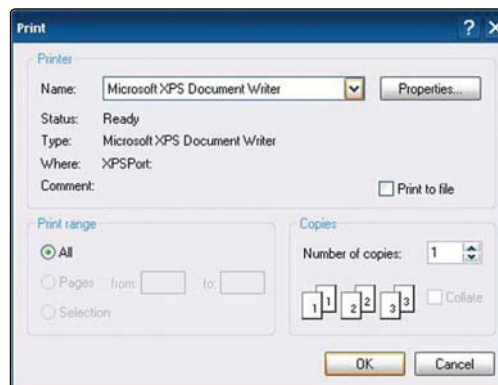 Print
Printer
Name: Microsoft XPS Document Writer Properties...
Status: Ready
Type: Microsoft XPS Document Writer
Where: XPSPort:
Comment: Print to file
Print range
All
Pages from: to:
Selection
Copies
Number of copies: 1
1 1 2 2 3 3 Collate
OK Cancel